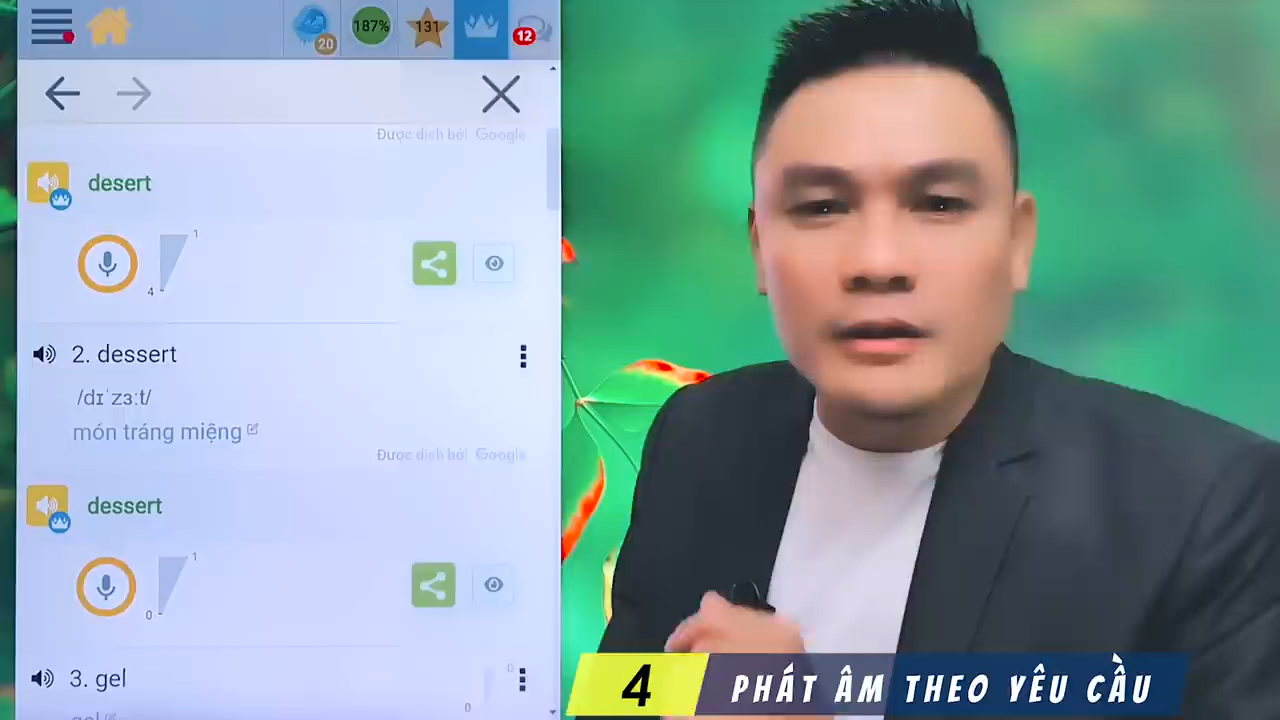 20
187%
131
12
Được dịch bởi Google
desert
1
4
2. dessert
/dɪˈzɜːt/
món tráng miệng
Được dịch bởi Google
dessert
1
0
3. gel
0
0
gel
4 PHÁT ÂM THEO YÊU CẦU